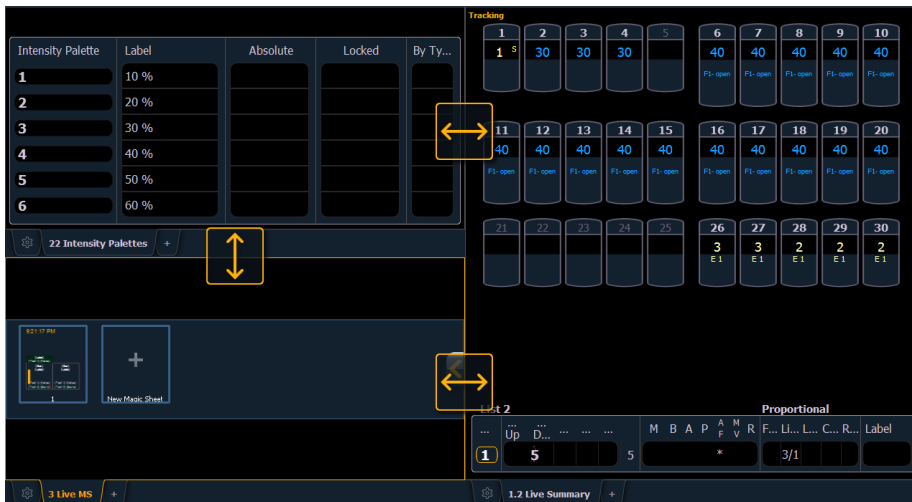 Intensity Palette Label Absolute Locked By Ty...
1 10 %
2 20 %
3 30 %
4 40 %
5 50 %
6 60 %
22 Intensity Palettes +
9:21:17 PM
1
+
New Magic Sheet
3 Live MS +
Tracking
1 2 3 4 5 6 7 8 9 10
1 S 30 30 30 40 40 40 40 40
F1- open F1- open F1- open F1- open F1- open
11 12 13 14 15 16 17 18 19 20
40 40 40 40 40 40 40 40 40 40
F1- open F1- open F1- open F1- open F1- open F1- open F1- open F1- open F1- open F1- open
21 22 23 24 25 26 27 28 29 30
3 3 2 2 2
E 1 E 1 E 1 E 1 E 1
List 2 Proportional
... ... Up ... D... ... ... ... M B A P A F M V R F... Li... L... C... R... Label
1 5 5 * 3/1
1.2 Live Summary +